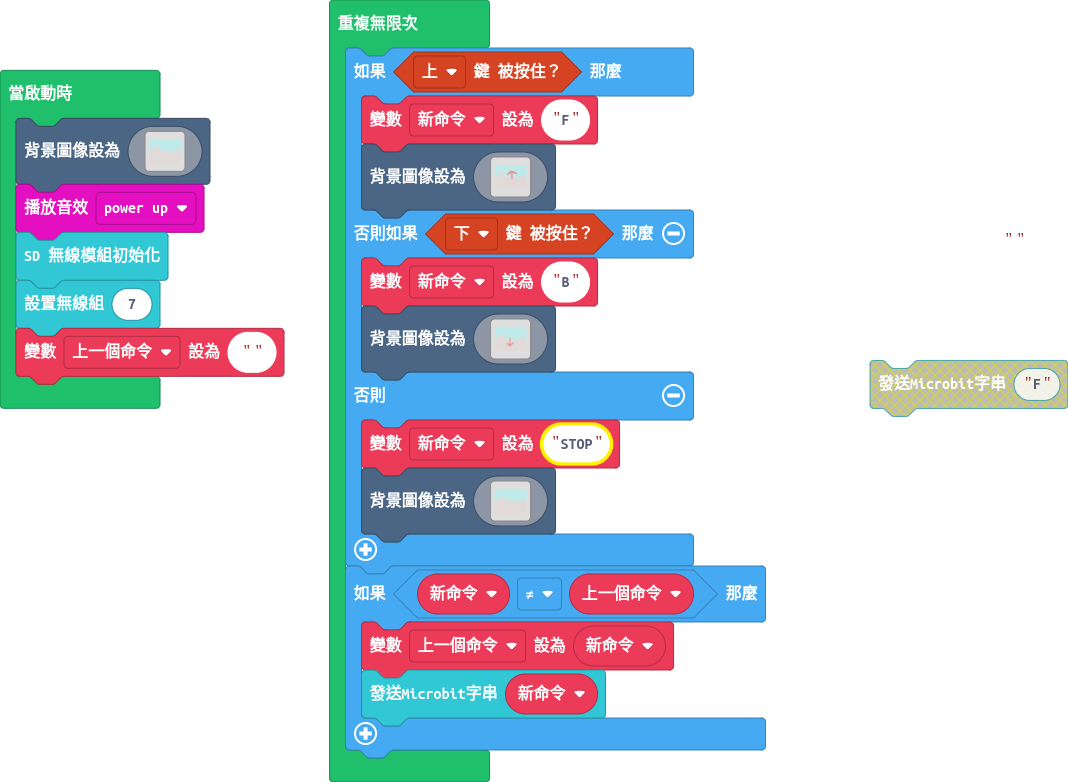 當啟動時
背景圖像設為
播放音效 power up
SD 無線模組初始化
設置無線組 7
變數 上一個命令 設為 " "
重複無限次
如果 上 鍵 被按住？ 那麼
變數 新命令 設為 "F"
背景圖像設為
否則如果 下 鍵 被按住？ 那麼
變數 新命令 設為 "B"
背景圖像設為
否則
變數 新命令 設為 "STOP"
背景圖像設為
如果 新命令 ≠ 上一個命令 那麼
變數 上一個命令 設為 新命令
發送Microbit字串 新命令
" "
發送Microbit字串 "F"